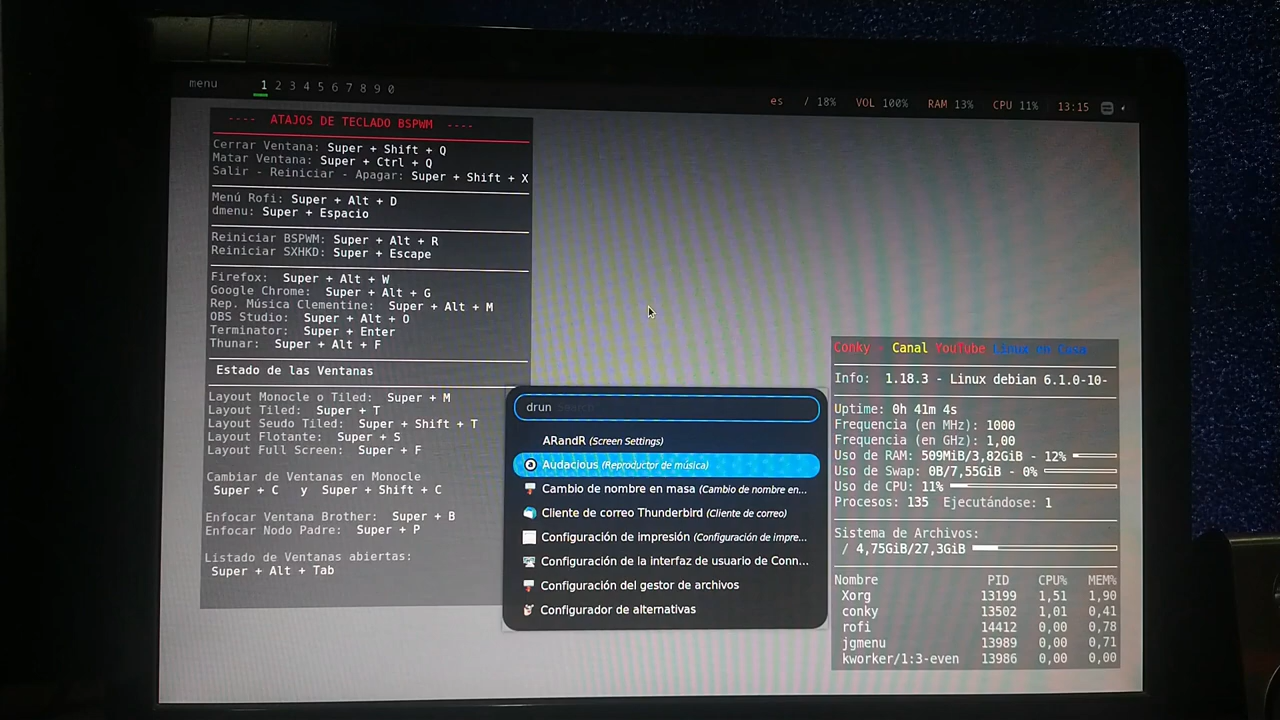 menu 1 2 3 4 5 6 7 8 9 0
es / 18% VOL 100% RAM 13% CPU 11% 13:15
---- ATAJOS DE TECLADO BSPWM ----
Cerrar Ventana: Super + Shift + Q
Matar Ventana: Super + Ctrl + Q
Salir - Reiniciar - Apagar: Super + Shift + X
Menú Rofi: Super + Alt + D
dmenu: Super + Espacio
Reiniciar BSPWM: Super + Alt + R
Reiniciar SXHKD: Super + Escape
Firefox: Super + Alt + W
Google Chrome: Super + Alt + G
Rep. Música Clementine: Super + Alt + M
OBS Studio: Super + Alt + O
Terminator: Super + Enter
Thunar: Super + Alt + F
Estado de las Ventanas
Layout Monocle o Tiled: Super + M
Layout Tiled: Super + T
Layout Seudo Tiled: Super + Shift + T
Layout Flotante: Super + S
Layout Full Screen: Super + F
Cambiar de Ventanas en Monocle
Super + C y Super + Shift + C
Enfocar Ventana Brother: Super + B
Enfocar Nodo Padre: Super + P
Listado de Ventanas abiertas:
Super + Alt + Tab
drun Search
ARandR (Screen Settings)
Audacious (Reproductor de música)
Cambio de nombre en masa (Cambio de nombre en...
Cliente de correo Thunderbird (Cliente de correo)
Configuración de impresión (Configuración de impre...
Configuración de la interfaz de usuario de Conn...
Configuración del gestor de archivos
Configurador de alternativas
Conky - Canal YouTube Linux en Casa
Info: 1.18.3 - Linux debian 6.1.0-10-
Uptime: 0h 41m 4s
Frequencia (en MHz): 1000
Frequencia (en GHz): 1,00
Uso de RAM: 509MiB/3,82GiB - 12%
Uso de Swap: 0B/7,55GiB - 0%
Uso de CPU: 11%
Procesos: 135 Ejecutándose: 1
Sistema de Archivos:
/ 4,75GiB/27,3GiB
Nombre PID CPU% MEM%
Xorg 13199 1,51 1,90
conky 13502 1,01 0,41
rofi 14412 0,00 0,78
jgmenu 13989 0,00 0,71
kworker/1:3-even 13986 0,00 0,00